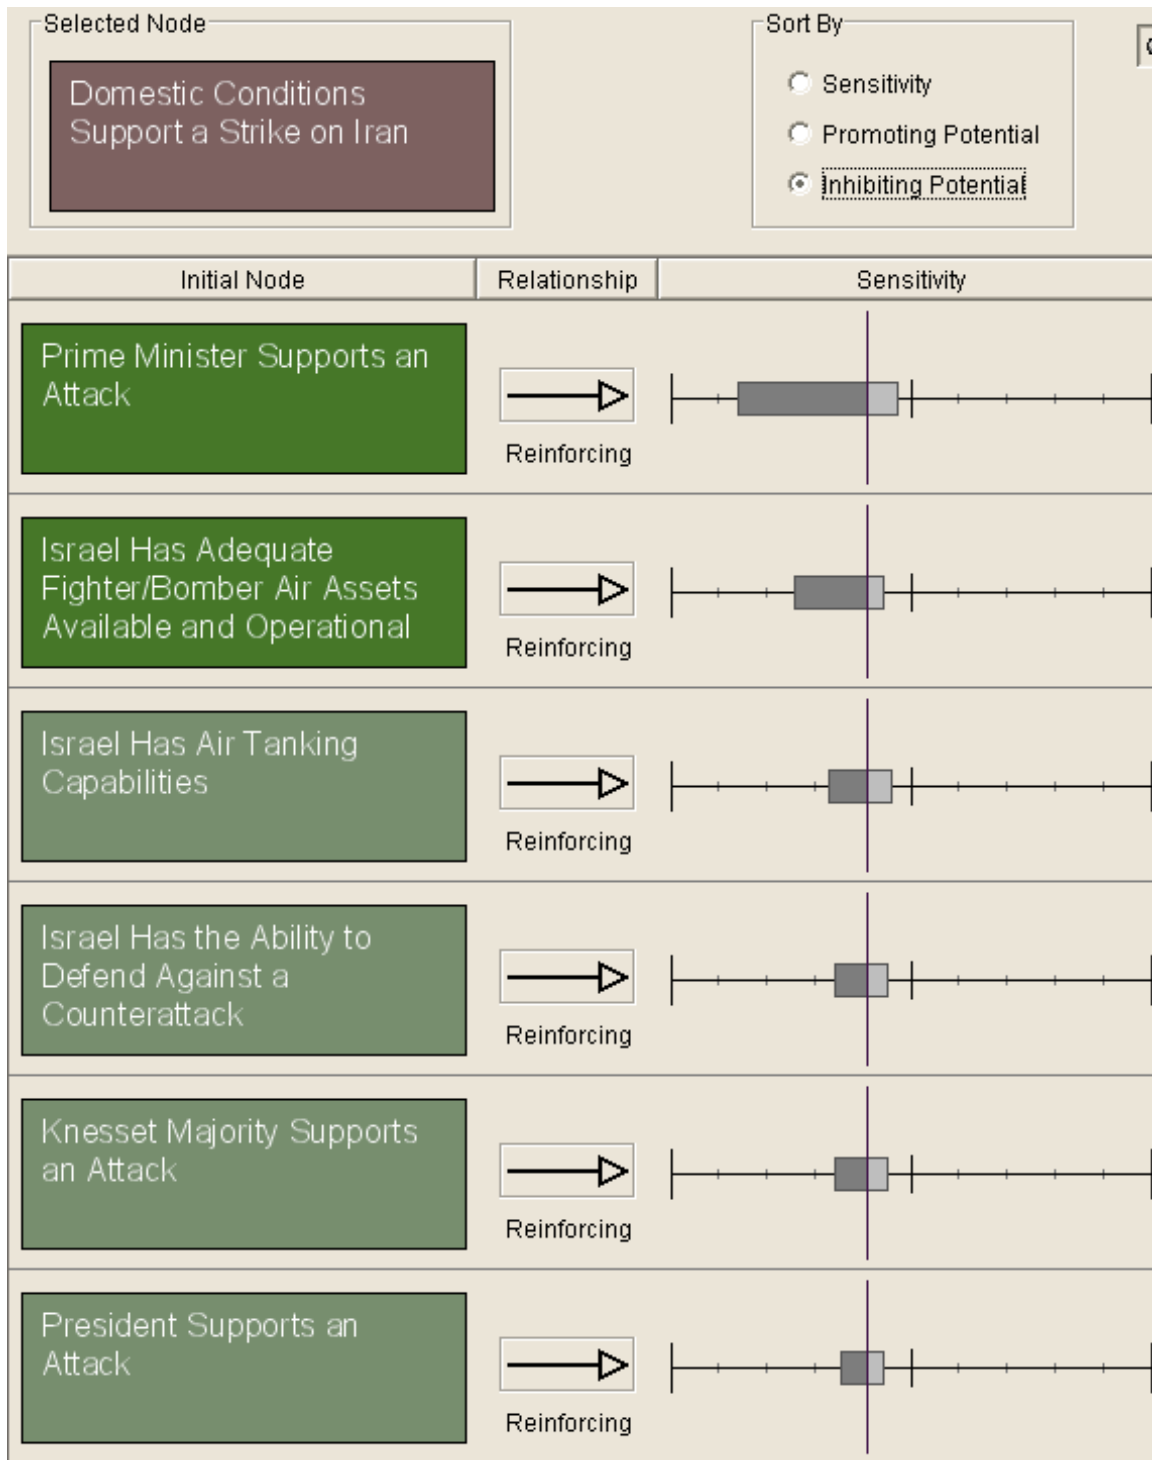 Selected Node
Domestic Conditions
Support a Strike on Iran
Sort By
Sensitivity
Promoting Potential
Inhibiting Potential
Initial Node
Relationship
Sensitivity
Prime Minister Supports an
Attack
Reinforcing
Israel Has Adequate
Fighter/Bomber Air Assets
Available and Operational
Reinforcing
Israel Has Air Tanking
Capabilities
Reinforcing
Israel Has the Ability to
Defend Against a
Counterattack
Reinforcing
Knesset Majority Supports
an Attack
Reinforcing
President Supports an
Attack
Reinforcing